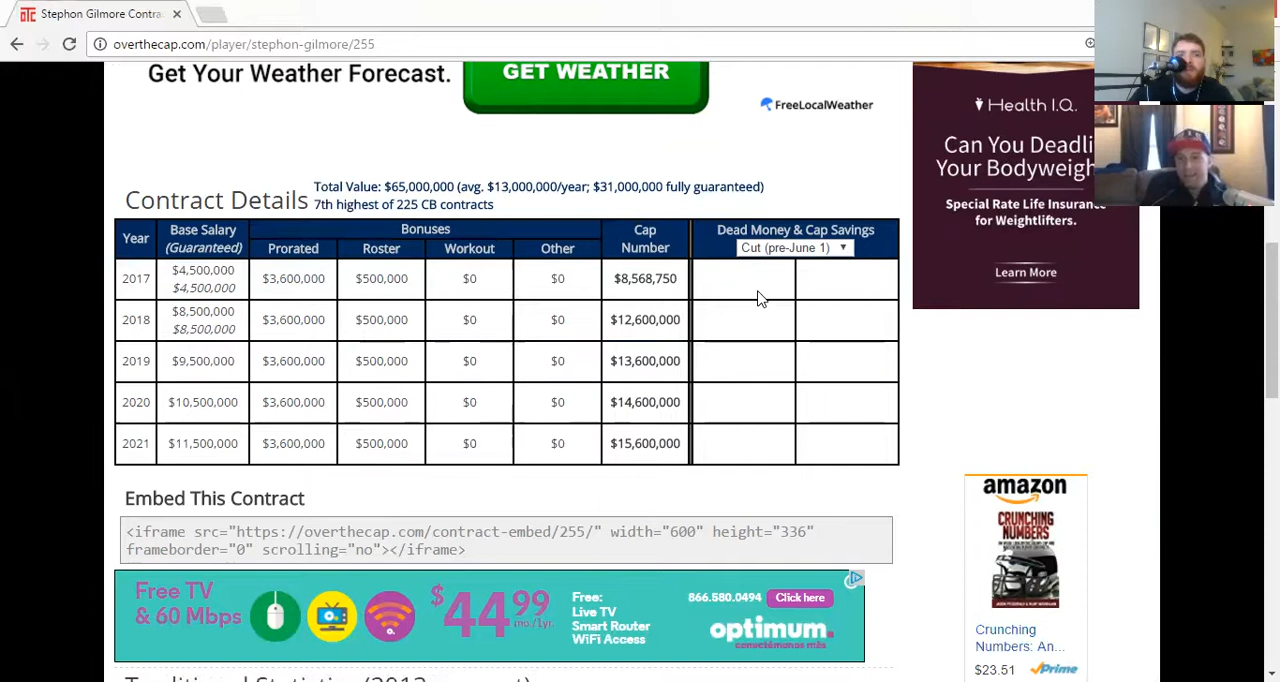 Stephon Gilmore Contra
overthecap.com/player/stephon-gilmore/255
Get Your Weather Forecast.
GET WEATHER
FreeLocalWeather
Health I.Q.
Can You Deadli
Your Bodyweigh
Special Rate Life Insurance
for Weightlifters.
Learn More
Contract Details
Total Value: $65,000,000 (avg. $13,000,000/year; $31,000,000 fully guaranteed)
7th highest of 225 CB contracts
Year Base Salary (Guaranteed) Bonuses Cap Number Dead Money & Cap Savings
Prorated Roster Workout Other Cut (pre-June 1)
2017 $4,500,000 $3,600,000 $500,000 $0 $0 $8,568,750
$4,500,000
2018 $8,500,000 $3,600,000 $500,000 $0 $0 $12,600,000
$8,500,000
2019 $9,500,000 $3,600,000 $500,000 $0 $0 $13,600,000
2020 $10,500,000 $3,600,000 $500,000 $0 $0 $14,600,000
2021 $11,500,000 $3,600,000 $500,000 $0 $0 $15,600,000
Embed This Contract
<iframe src="https://overthecap.com/contract-embed/255/" width="600" height="336"
frameborder="0" scrolling="no"></iframe>
Free TV
& 60 Mbps
$44.99
mo./1yr.
Free:
Live TV
Smart Router
WiFi Access
866.580.0494 Click here
optimum.
conectémonos más
amazon
CRUNCHING
NUMBERS
Crunching
Numbers: An...
$23.51 Prime